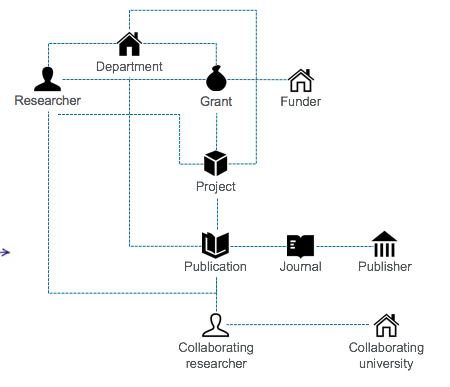 Department
Researcher
Grant
Funder
Project
Publication
Journal
Publisher
Collaborating
researcher
Collaborating
university